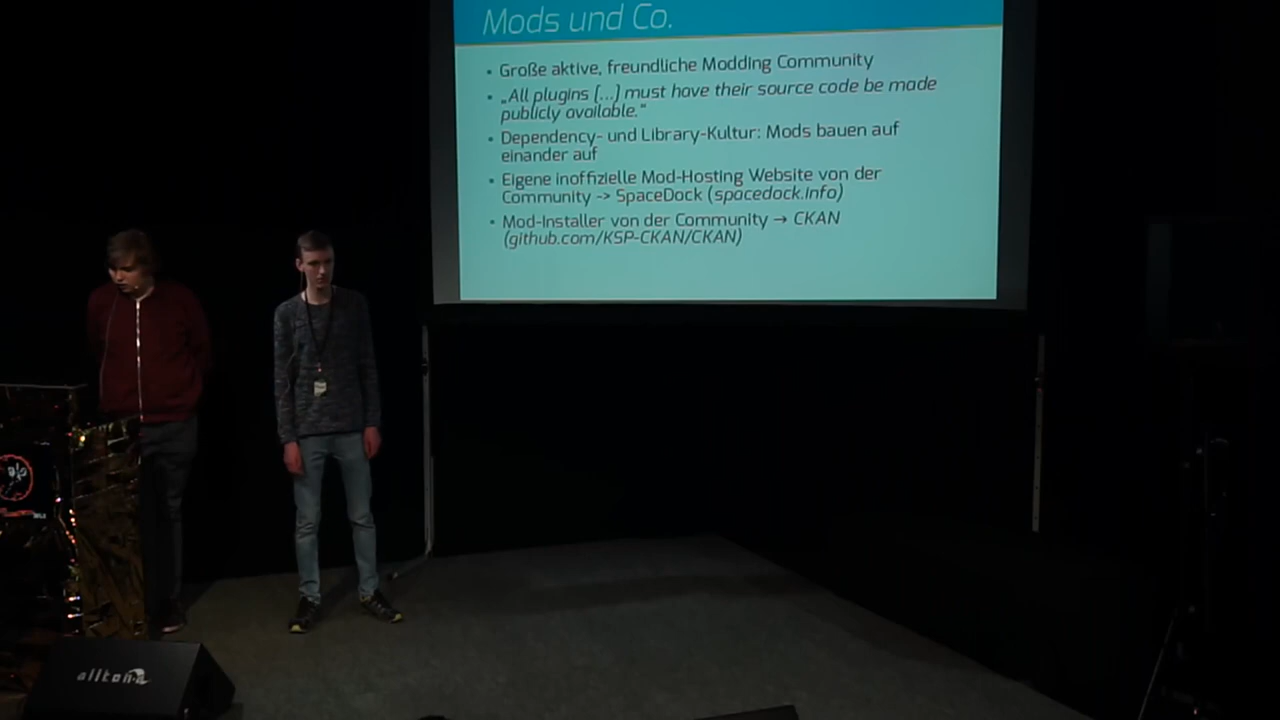 Mods und Co.
• Große aktive, freundliche Modding Community
• „All plugins [...] must have their source code be made
publicly available.“
• Dependency- und Library-Kultur: Mods bauen auf
einander auf
• Eigene inoffizielle Mod-Hosting Website von der
Community -> SpaceDock (spacedock.info)
• Mod-Installer von der Community → CKAN
(github.com/KSP-CKAN/CKAN)